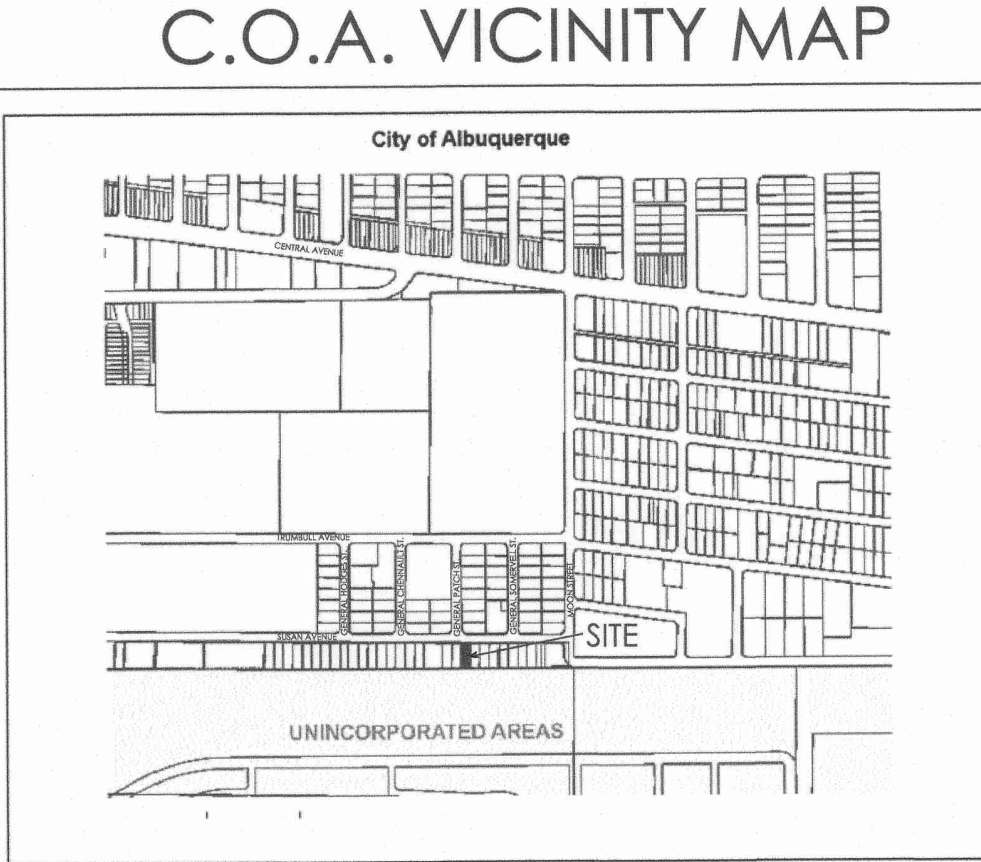 C.O.A. VICINITY MAP
City of Albuquerque
CENTRAL AVENUE
TRUMBULL AVENUE
GENERAL HODGES ST.
GENERAL CHENNAULT ST.
GENERAL PATCH ST.
GENERAL SOMERVELL ST.
MOON STREET
SUSAN AVENUE
SITE
UNINCORPORATED AREAS